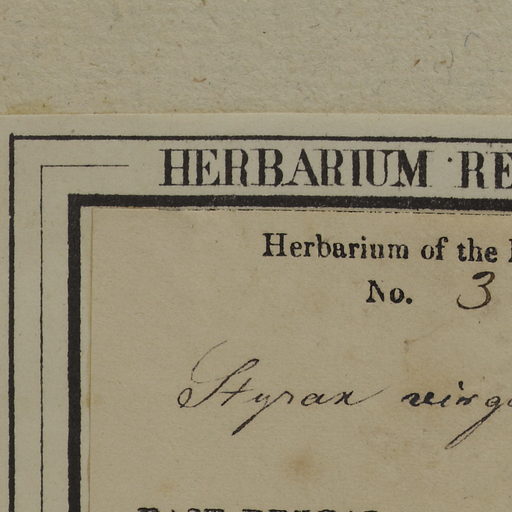 HERBARIUM RE
Herbarium of the
No. 3
Styrax virg